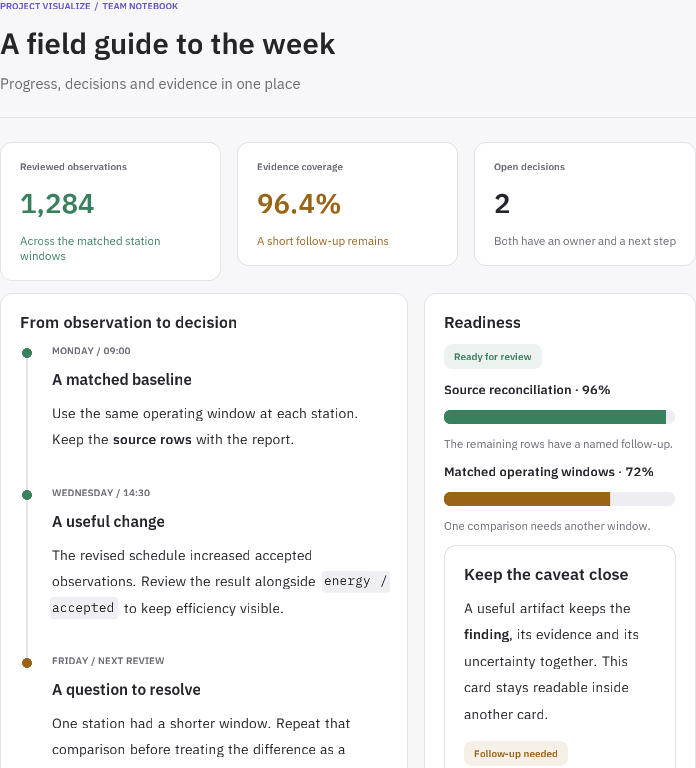 PROJECT VISUALIZE / TEAM NOTEBOOK
A field guide to the week
Progress, decisions and evidence in one place
Reviewed observations
1,284
Across the matched station
windows
Evidence coverage
96.4%
A short follow-up remains
Open decisions
2
Both have an owner and a next step
From observation to decision
MONDAY / 09:00
A matched baseline
Use the same operating window at each station.
Keep the source rows with the report.
WEDNESDAY / 14:30
A useful change
The revised schedule increased accepted
observations. Review the result alongside energy /
accepted to keep efficiency visible.
FRIDAY / NEXT REVIEW
A question to resolve
One station had a shorter window. Repeat that
comparison before treating the difference as a
Readiness
Ready for review
Source reconciliation · 96%
The remaining rows have a named follow-up.
Matched operating windows · 72%
One comparison needs another window.
Keep the caveat close
A useful artifact keeps the
finding, its evidence and its
uncertainty together. This
card stays readable inside
another card.
Follow-up needed